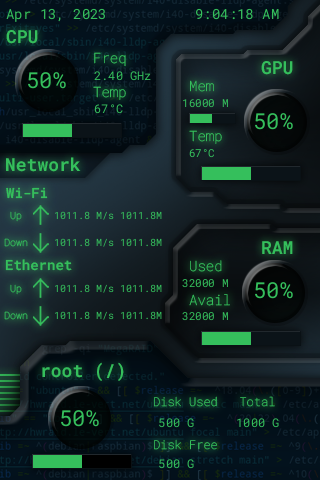 Apr 13, 2023 9:04:18 AM
CPU
50%
Freq
2.40 GHz
Temp
67°C
GPU
Mem
16000 M
50%
Temp
67°C
Network
Wi-Fi
Up 1011.8 M/s 1011.8M
Down 1011.8 M/s 1011.8M
Ethernet
Up 1011.8 M/s 1011.8M
Down 1011.8 M/s 1011.8M
RAM
Used
32000 M
50%
Avail
32000 M
root (/)
50%
Disk Used Total
500 G 1000 G
Disk Free
500 G